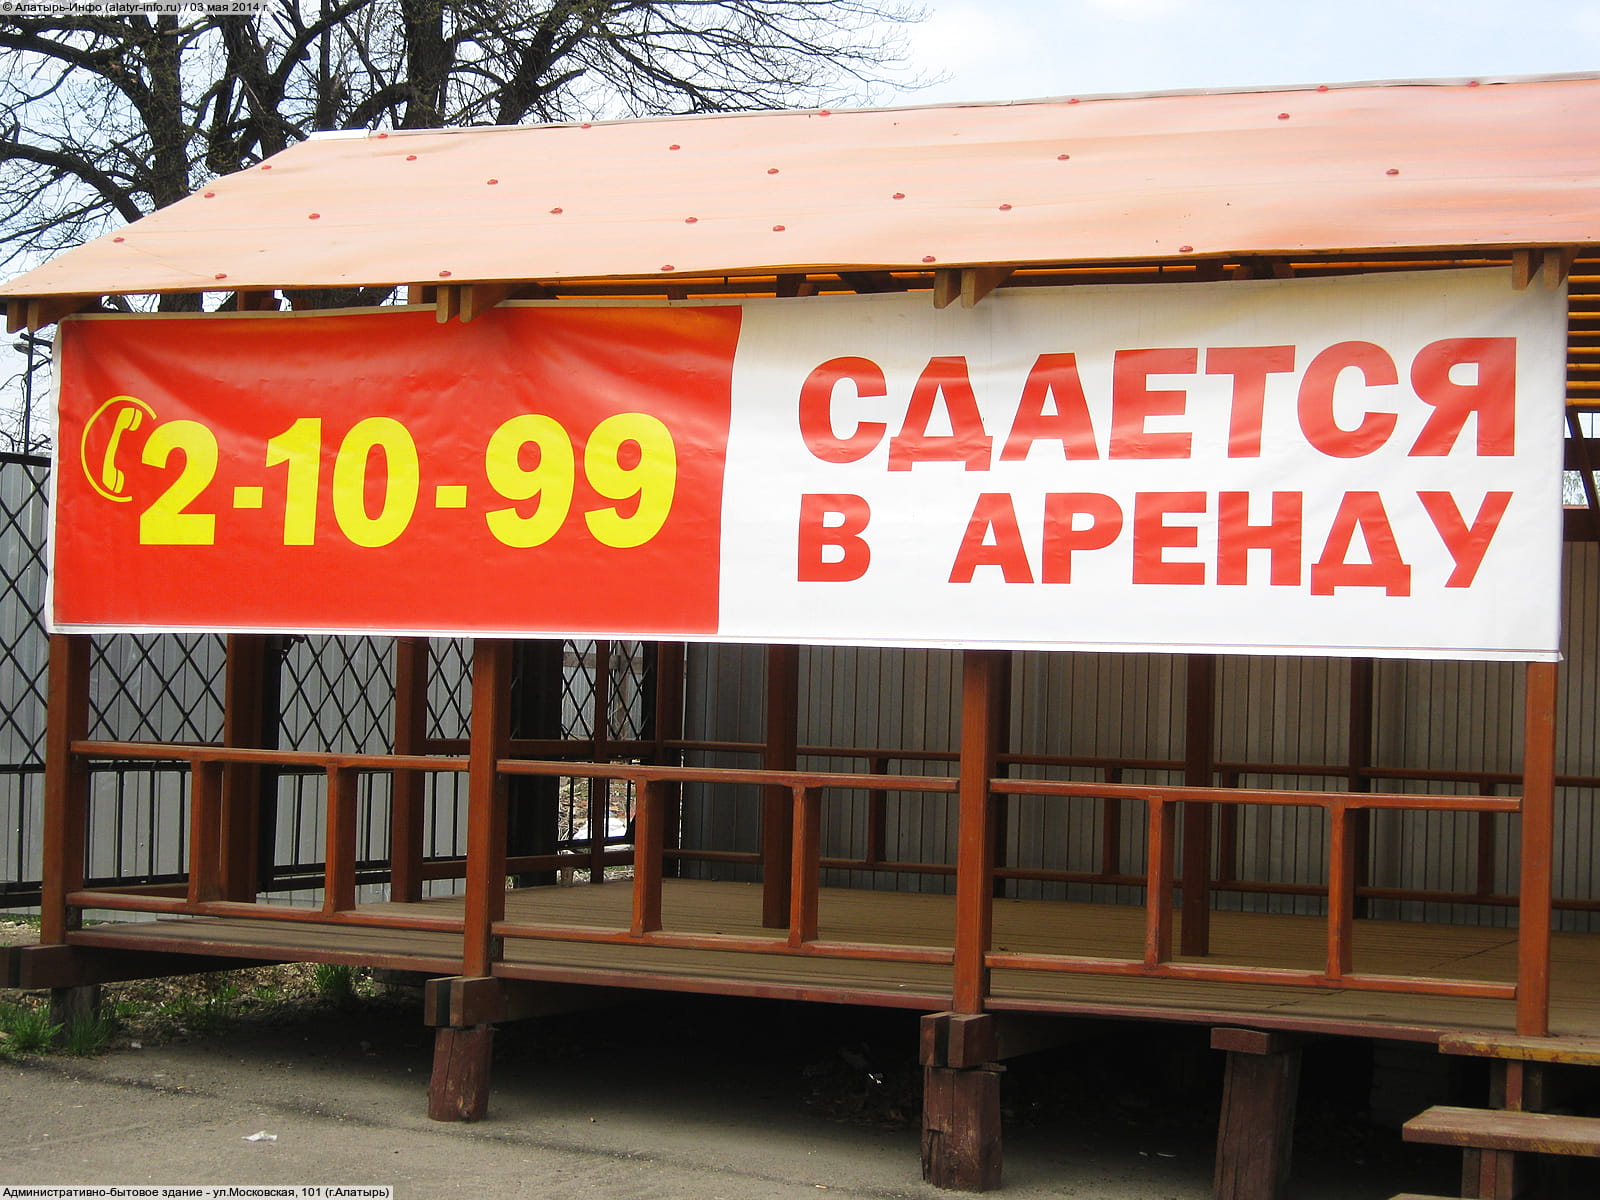 © Алатырь-Инфо (alatyr-info.ru) / 03 мая 2014 г.
2-10-99
СДАЕТСЯ
В АРЕНДУ
Административно-бытовое здание - ул.Московская, 101 (г.Алатырь)